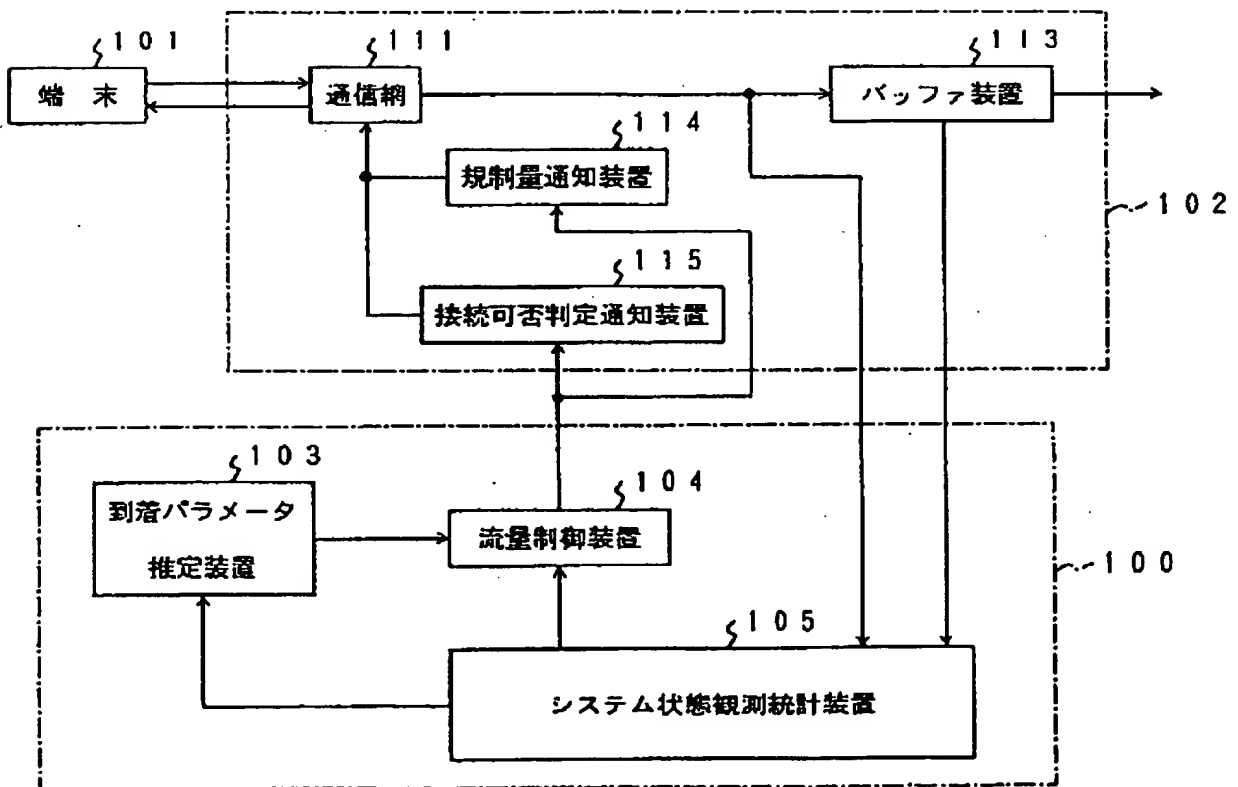 101
111
113
端末
通信網
バッファ装置
114
規制量通知装置
102
115
接続可否判定通知装置
103
104
到着パラメータ
推定装置
流量制御装置
100
105
システム状態観測統計装置